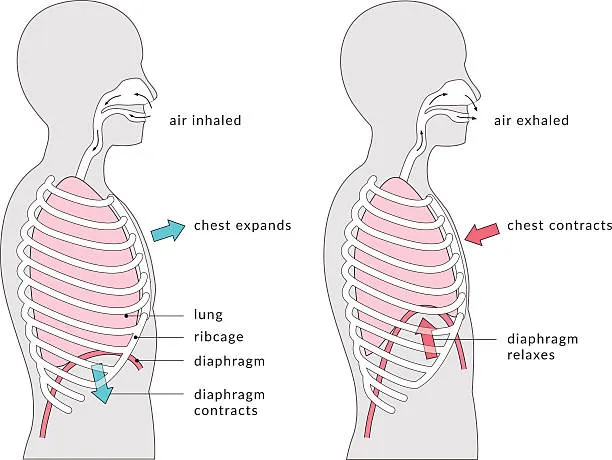 air inhaled
chest expands
lung
ribcage
diaphragm
diaphragm
contracts
air exhaled
chest contracts
diaphragm
relaxes